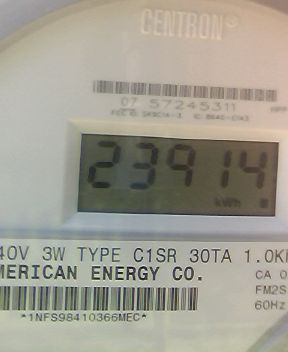 CENTRON®
07 57245311
23914
kWh
40V 3W TYPE C1SR 30TA 1.0K
MERICAN ENERGY CO.
CA 0
FM2S
60Hz
*1NFS98410366MEC*